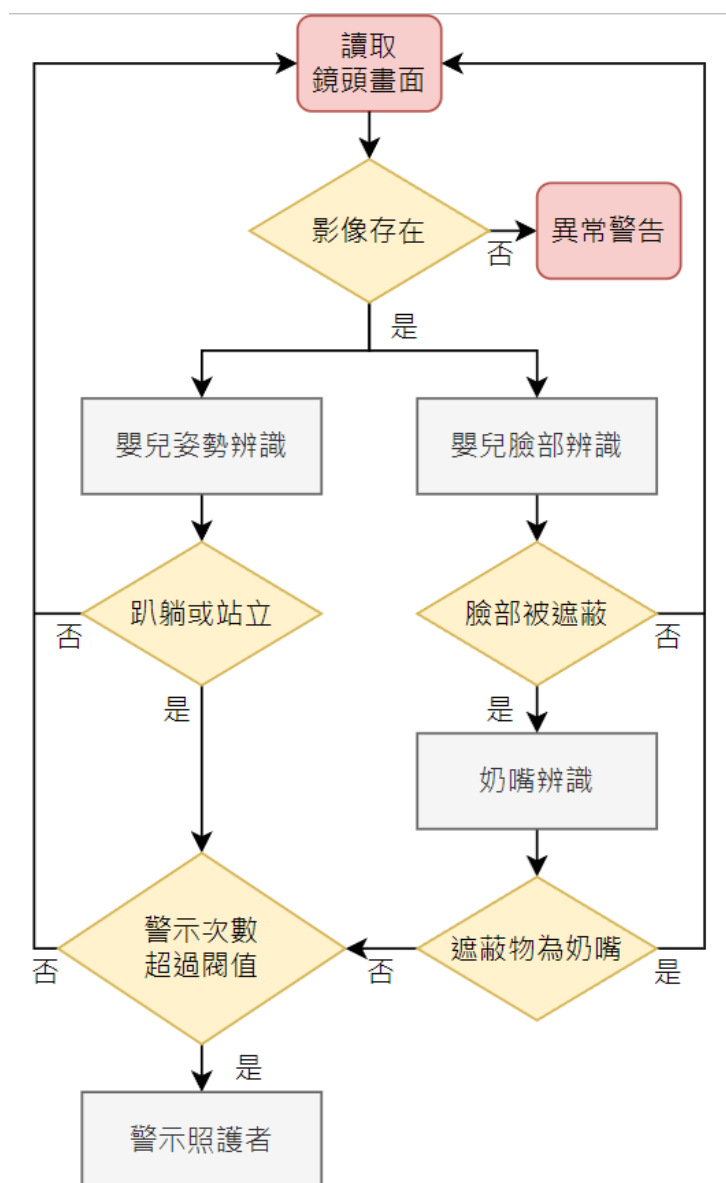 讀取
鏡頭畫面
影像存在
否
異常警告
是
嬰兒姿勢辨識
嬰兒臉部辨識
趴躺或站立
臉部被遮蔽
否
否
是
是
奶嘴辨識
警示次數
超過閥值
遮蔽物為奶嘴
否
否
是
是
警示照護者